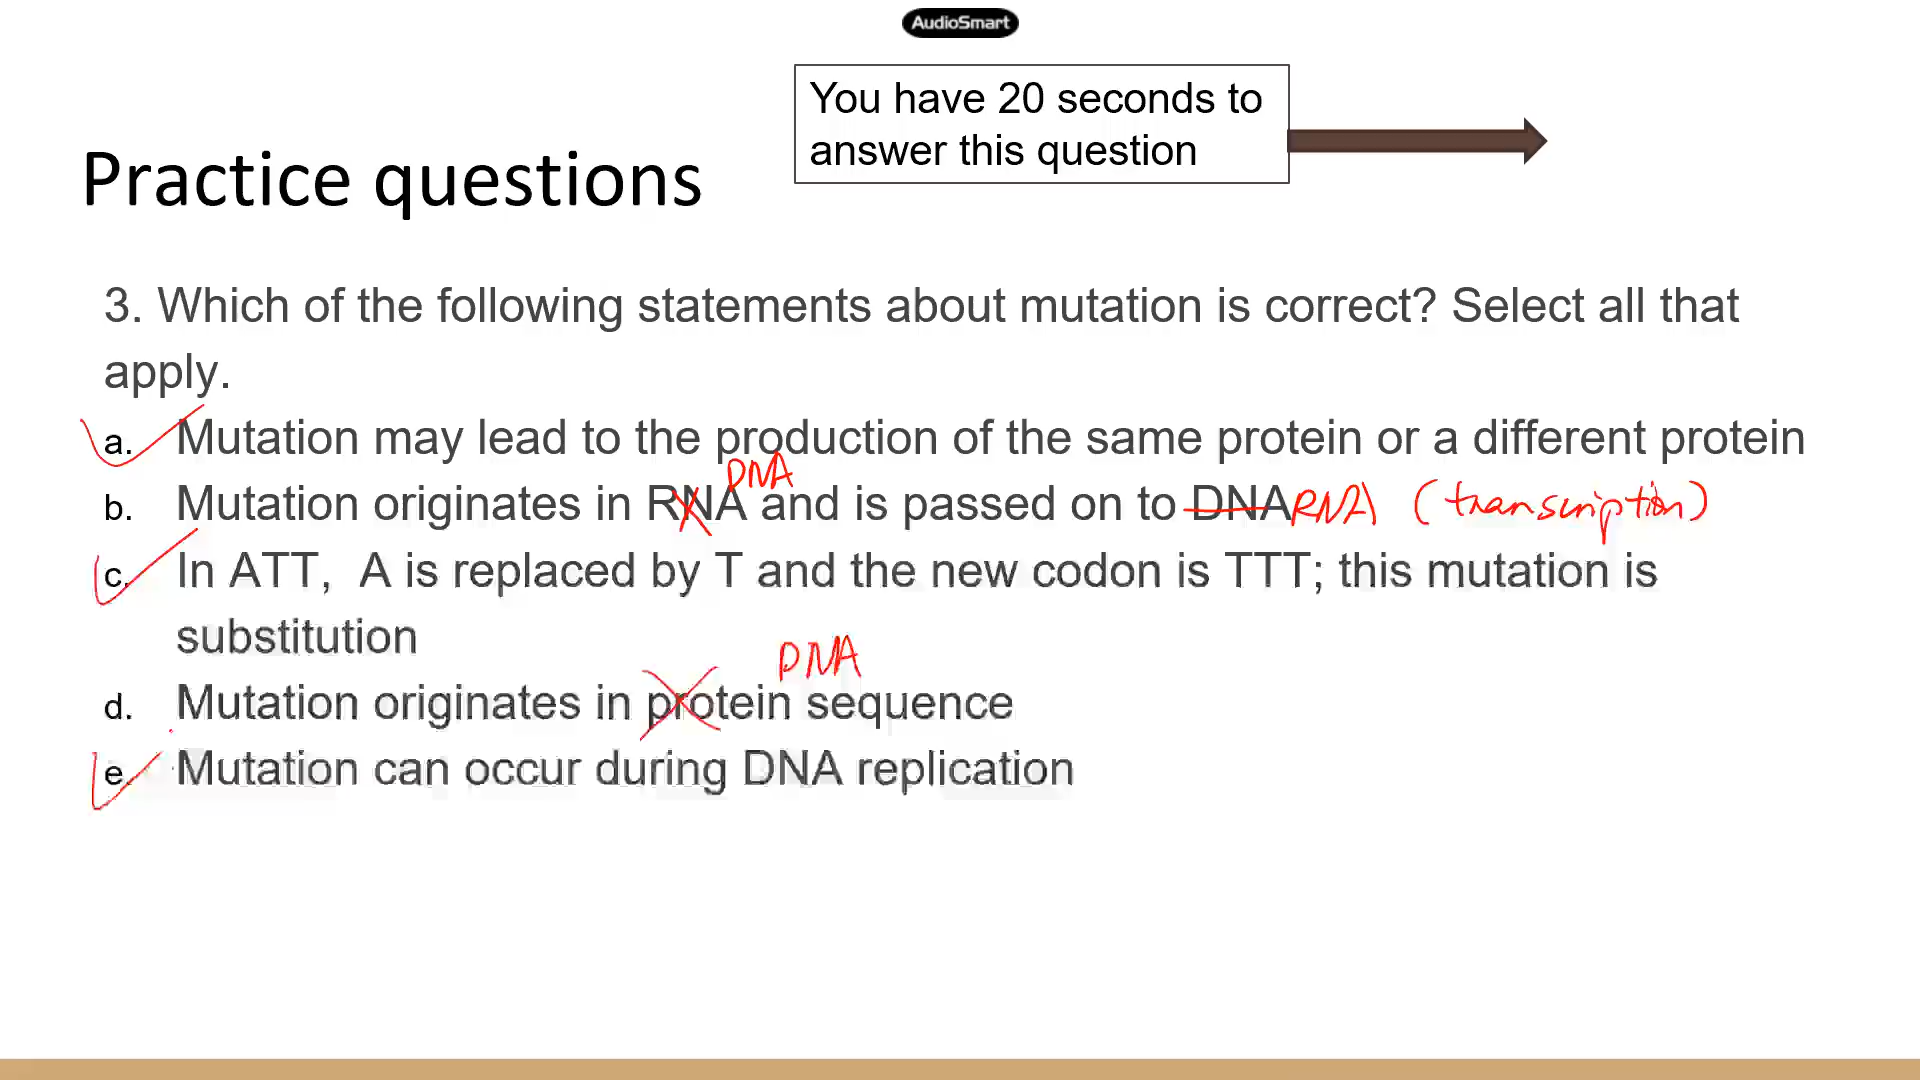 AudioSmart
You have 20 seconds to
answer this question
Practice questions
3. Which of the following statements about mutation is correct? Select all that
apply.
a. Mutation may lead to the production of the same protein or a different protein
DNA
b. Mutation originates in RNA and is passed on to DNA RNA (transcription)
c. In ATT, A is replaced by T and the new codon is TTT; this mutation is
substitution
DNA
d. Mutation originates in protein sequence
e. Mutation can occur during DNA replication